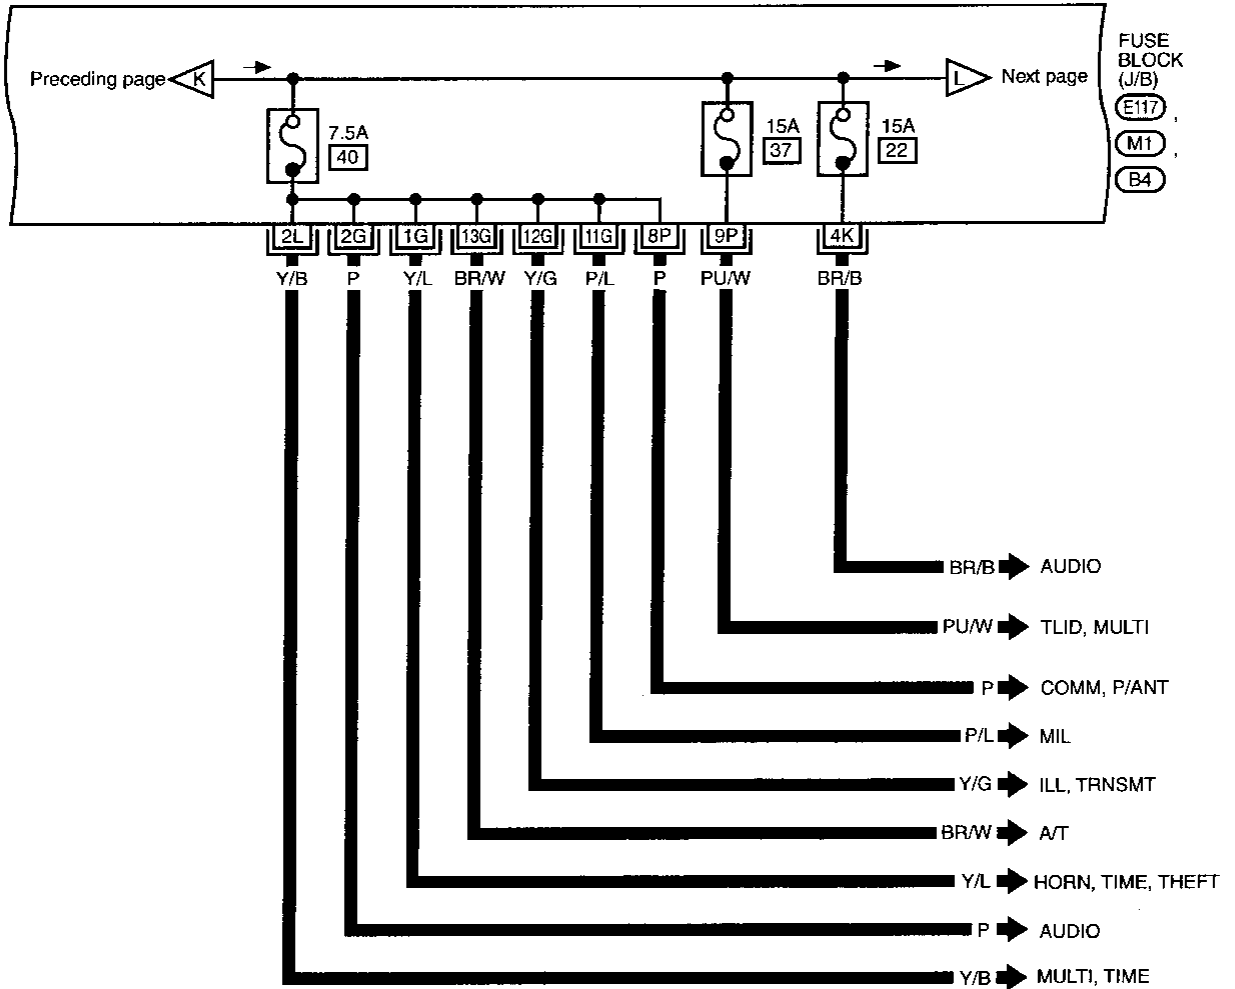 Preceding page K
L Next page
FUSE
BLOCK
(J/B)
E117 ,
M1 ,
B4
7.5A
40
15A
37
15A
22
2L 2G 1G 13G 12G 11G 8P 9P 4K
Y/B P Y/L BR/W Y/G P/L P PU/W BR/B
BR/B AUDIO
PU/W TLID, MULTI
P COMM, P/ANT
P/L MIL
Y/G ILL, TRNSMT
BR/W A/T
Y/L HORN, TIME, THEFT
P AUDIO
Y/B MULTI, TIME